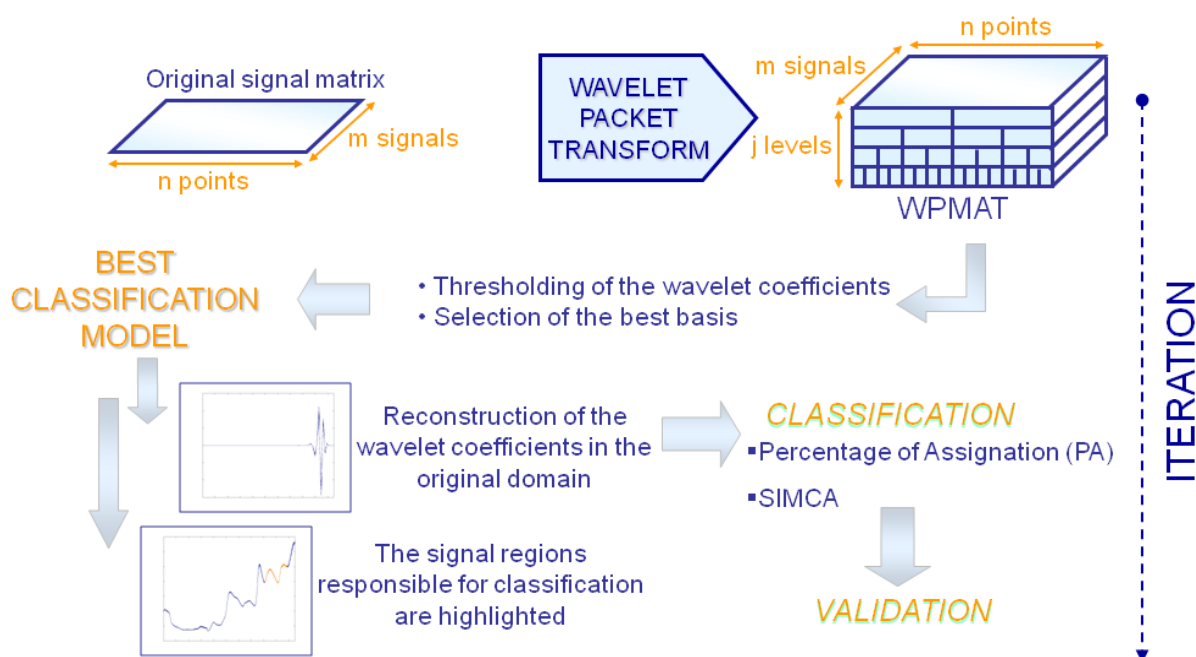 Original signal matrix
m signals
n points
WAVELET
PACKET
TRANSFORM
n points
m signals
j levels
WPMAT
BEST
CLASSIFICATION
MODEL
• Thresholding of the wavelet coefficients
• Selection of the best basis
Reconstruction of the
wavelet coefficients in the
original domain
CLASSIFICATION
▪Percentage of Assignation (PA)
▪SIMCA
The signal regions
responsible for classification
are highlighted
VALIDATION
ITERATION